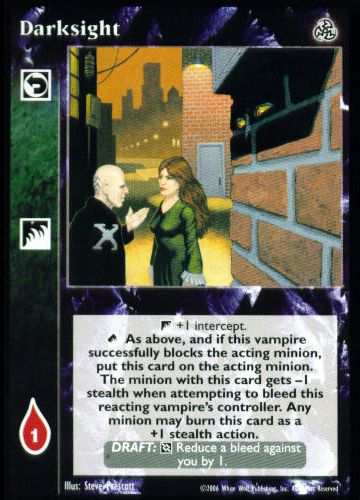 Darksight
X
+1 intercept.
As above, and if this vampire
successfully blocks the acting minion,
put this card on the acting minion.
The minion with this card gets –1
stealth when attempting to bleed this
reacting vampire's controller. Any
minion may burn this card as a
+1 stealth action.
DRAFT: Reduce a bleed against
you by 1.
1
Illus: Steve Prescott
©2006 White Wolf Publishing, Inc. All Rights Reserved